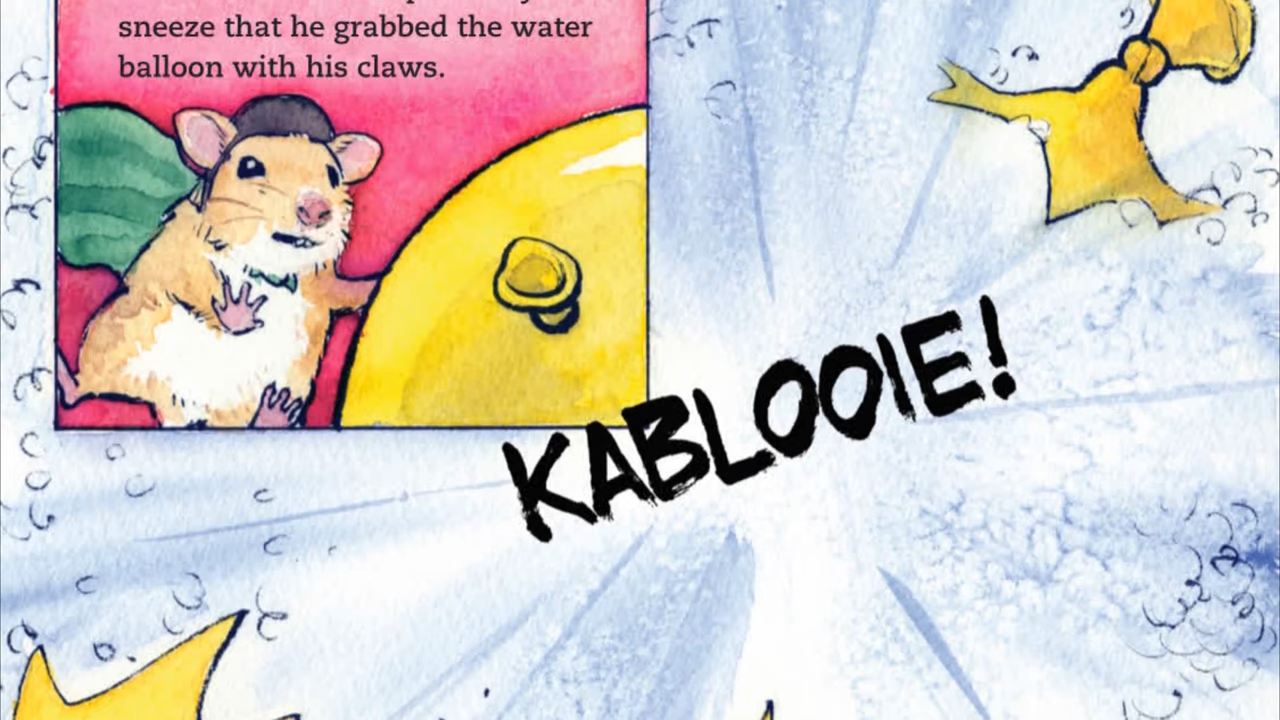 sneeze that he grabbed the water
balloon with his claws.
KABLOOIE!